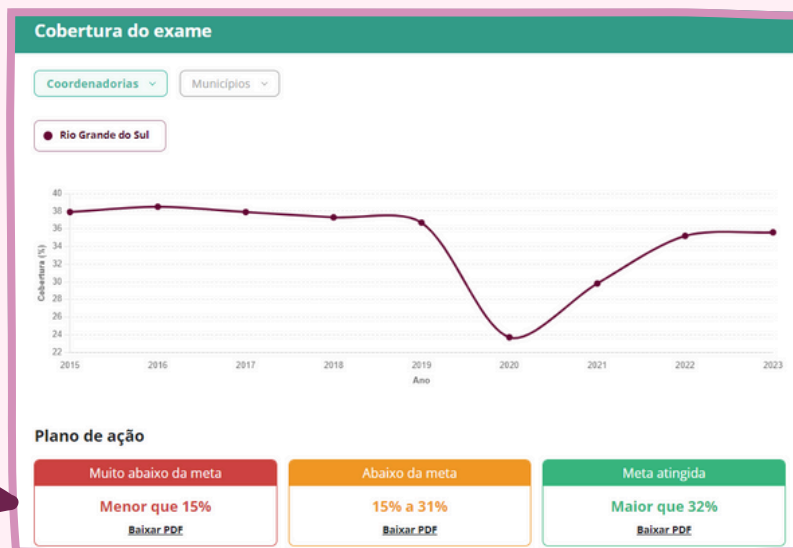 Cobertura do exame
Coordenadorias Municípios
Rio Grande do Sul
40
38
36
34
32
30
28
26
24
22
Cobertura (%)
2015 2016 2017 2018 2019 2020 2021 2022 2023
Ano
Plano de ação
Muito abaixo da meta Abaixo da meta Meta atingida
Menor que 15% 15% a 31% Maior que 32%
Baixar PDF Baixar PDF Baixar PDF